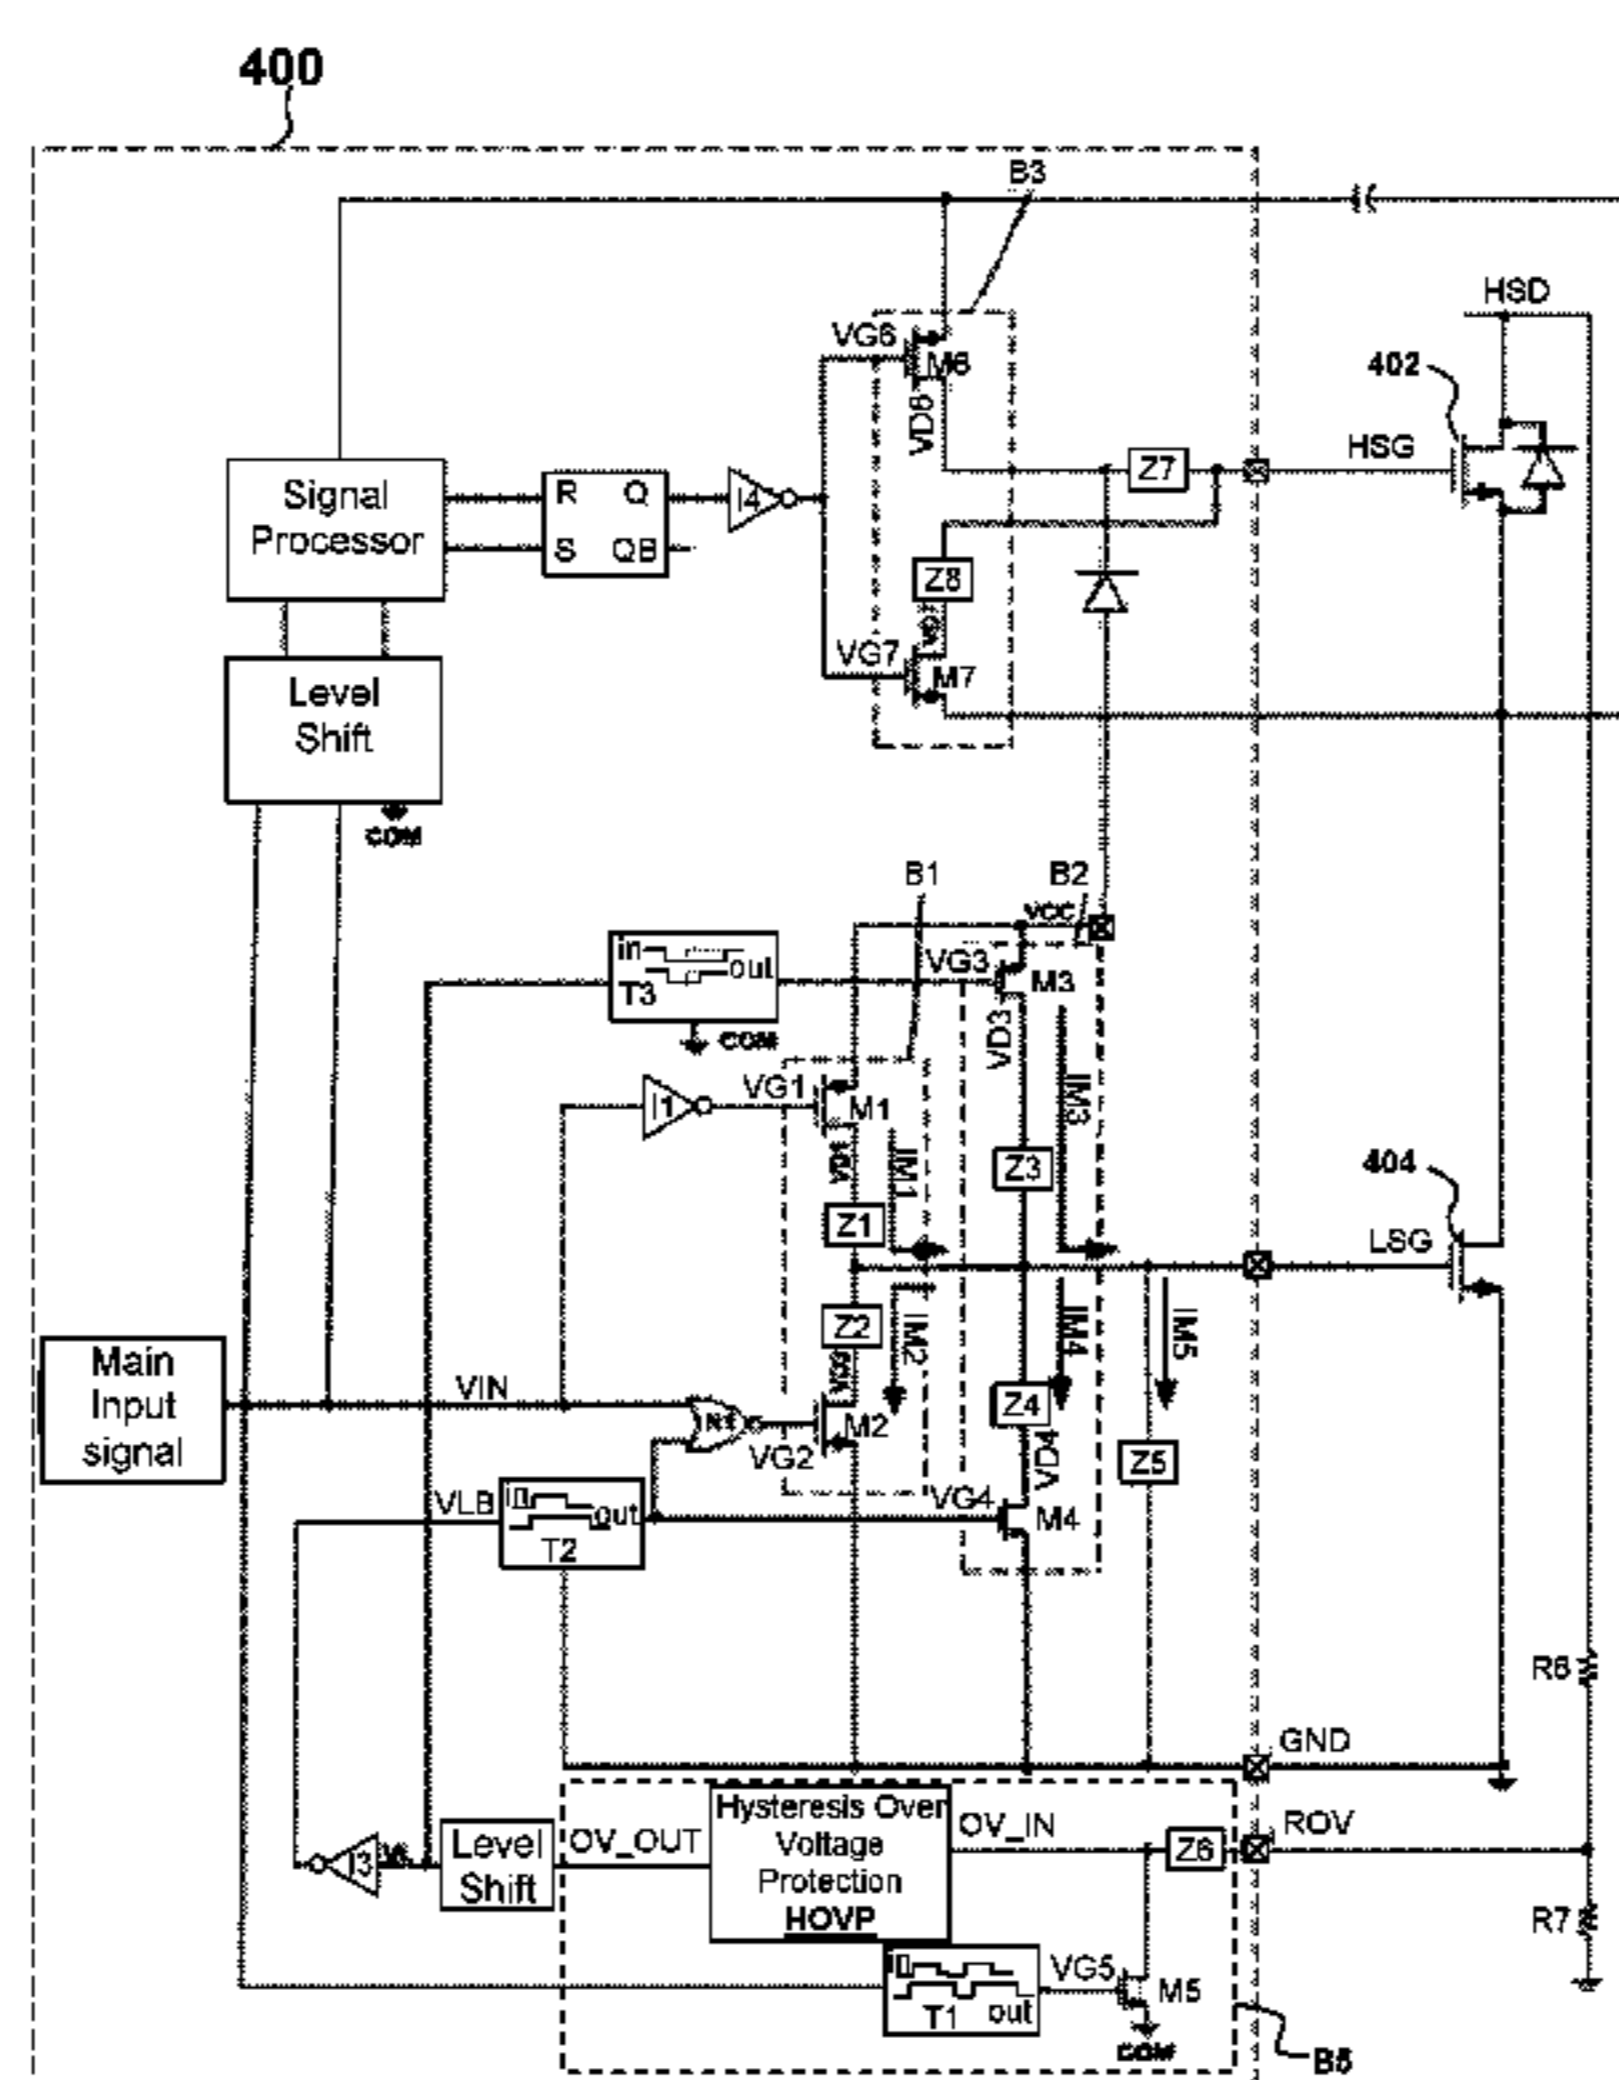 400
B3
HSD
VG6
M6
402
VD6
HSG
Z7
Signal
Processor
R Q
S QB
I4
Z8
VG7
M7
Level
Shift
COM
B1
B2
VCC
in
out
T3
COM
VG3
M3
VD3
I1
VG1
M1
IM1
IM3
Z3
Z1
404
LSG
Z2
IM2
IM4
IM5
Main
Input
signal
VIN
M2
VG2
Z4
VD4
Z5
VLB
in
out
T2
VG4
M4
R6
GND
Hysteresis Over
Voltage
Protection
HOVP
OV_IN
ROV
OV_OUT
Level
Shift
I3
Z6
R7
in
T1 out
VG5
M5
COM